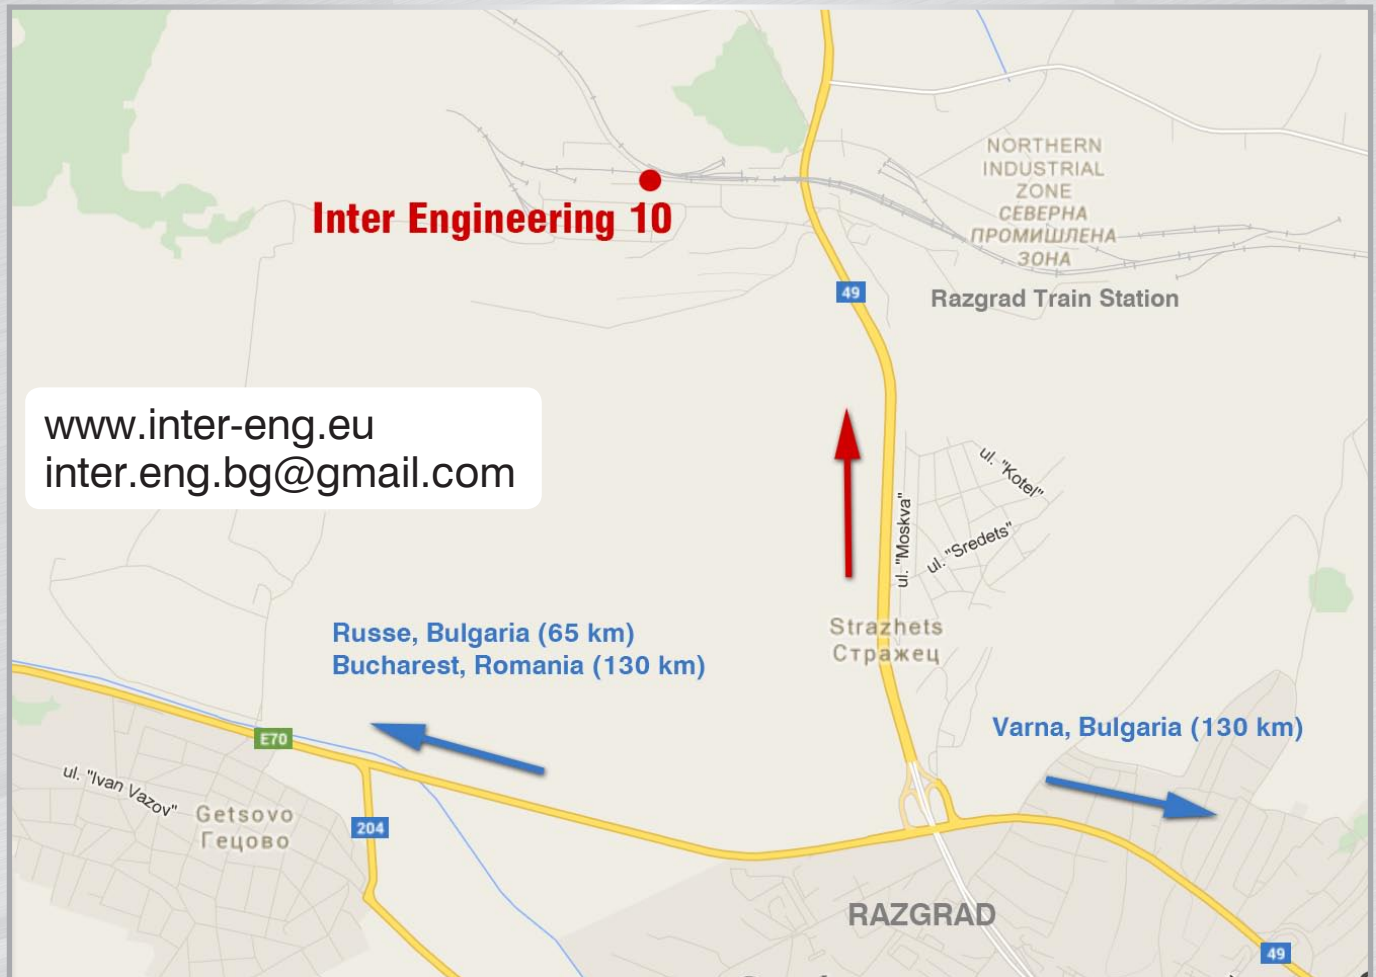 NORTHERN
INDUSTRIAL
ZONE
СЕВЕРНА
ПРОМИШЛЕНА
ЗОНА
Inter Engineering 10
49
Razgrad Train Station
www.inter-eng.eu
inter.eng.bg@gmail.com
ul. "Kotel"
ul. "Moskva"
ul. "Sredets"
Strazhets
Стражец
Russe, Bulgaria (65 km)
Bucharest, Romania (130 km)
Varna, Bulgaria (130 km)
E70
ul. "Ivan Vazov"
Getsovo
Гецово
204
RAZGRAD
49